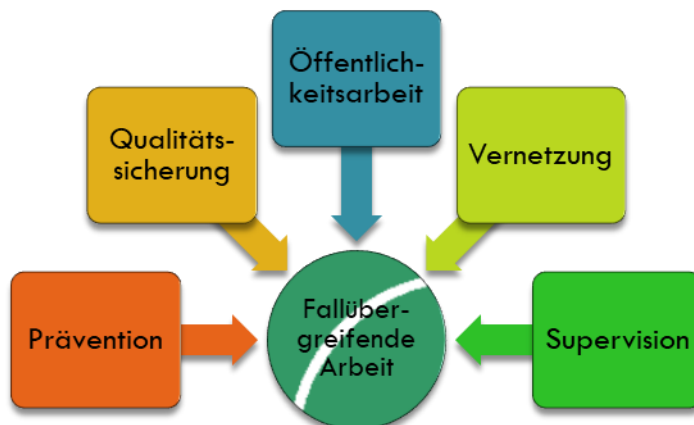 Öffentlich-
keitsarbeit
Qualitäts-
sicherung
Vernetzung
Prävention
Fallüber-
greifende
Arbeit
Supervision